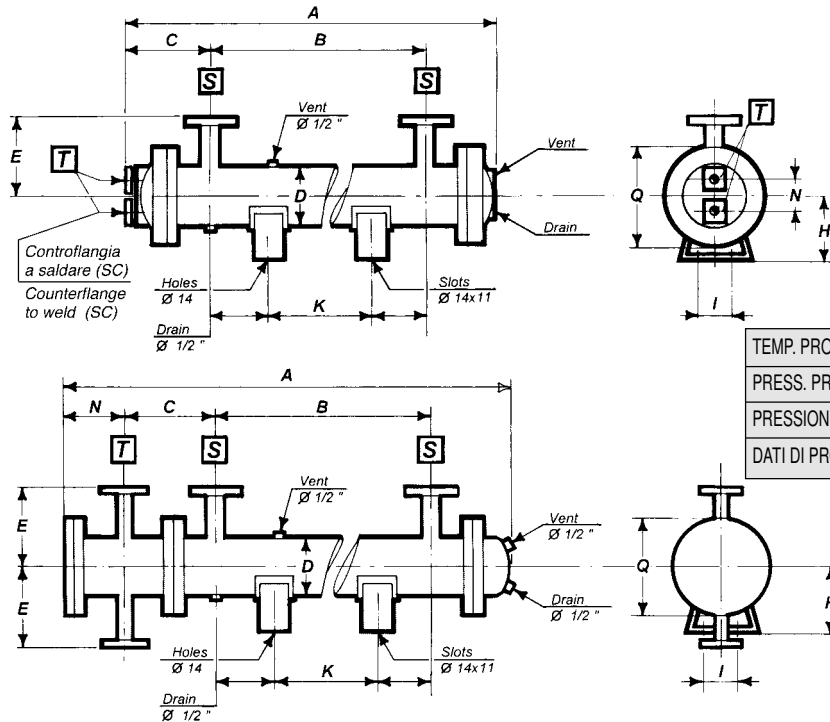 A
C
B
S
S
Vent
Ø 1/2 "
E
T
D
Vent
Drain
Controflangia
a saldare (SC)
Counterflange
to weld (SC)
Holes
Ø 14
K
Slots
Ø 14x11
Drain
Ø 1/2 "
T
Q
N
H
I
TEMP. PRO
PRESS. PR
PRESSION
DATI DI PR
A
N
C
B
T
S
S
Vent
Ø 1/2 "
E
D
E
Vent
Ø 1/2 "
Drain
Ø 1/2 "
Holes
Ø 14
K
Slots
Ø 14x11
Drain
Ø 1/2 "
Q
I